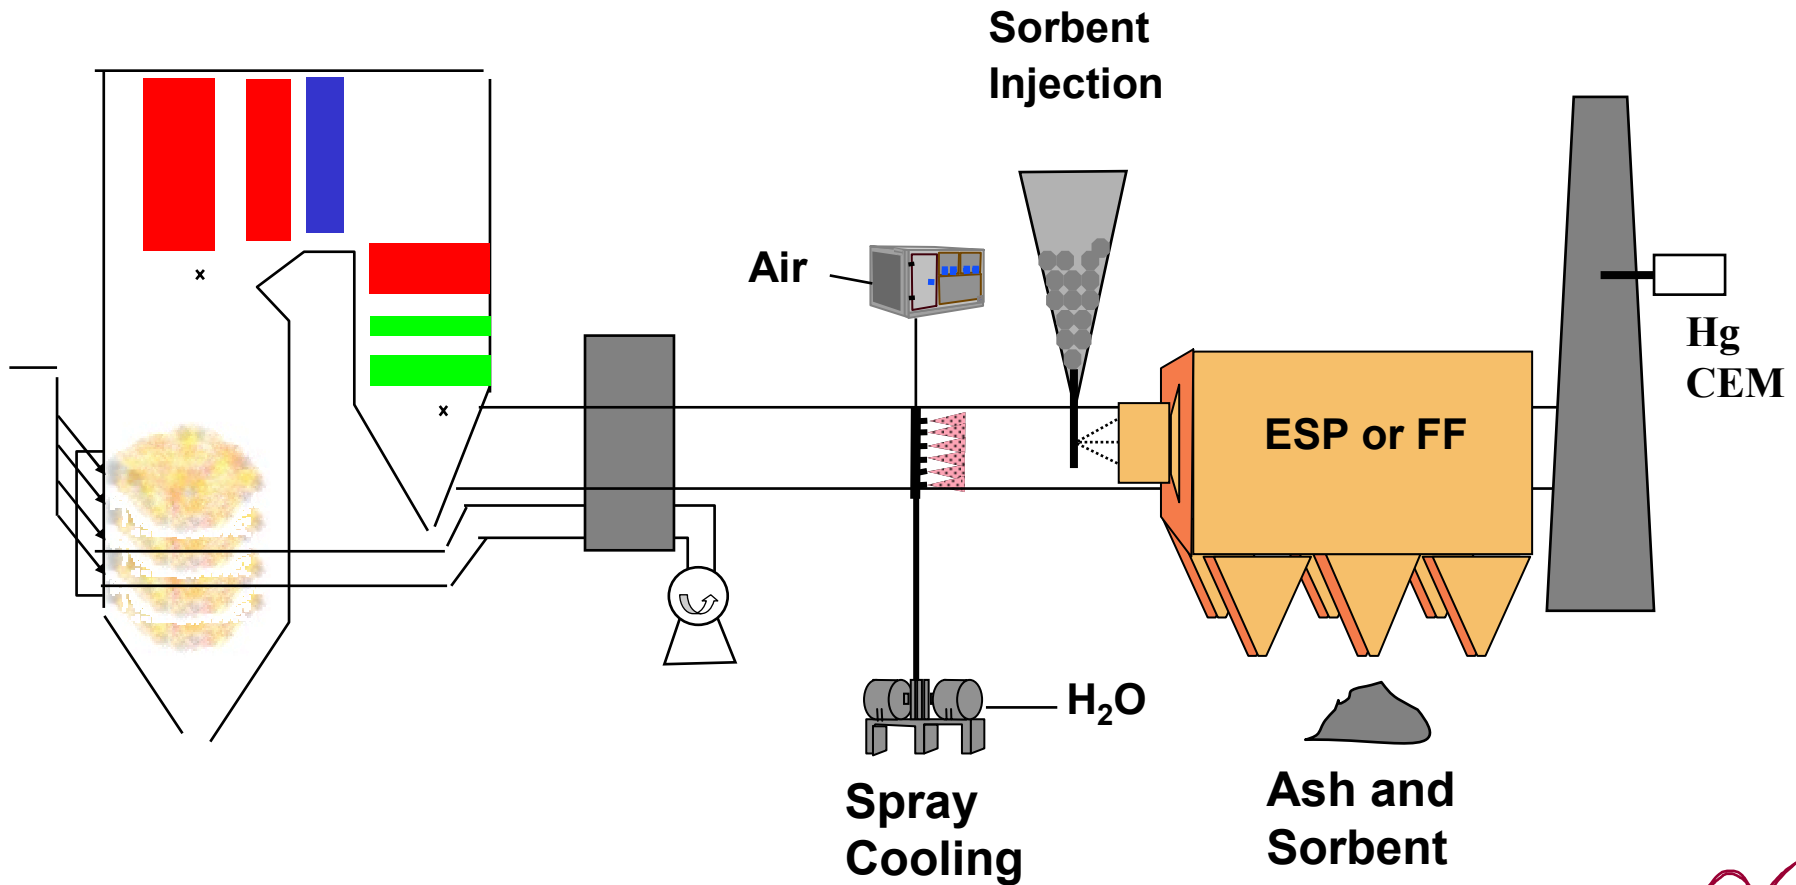 Sorbent
Injection
Air
Hg
CEM
ESP or FF
H₂O
Spray
Cooling
Ash and
Sorbent